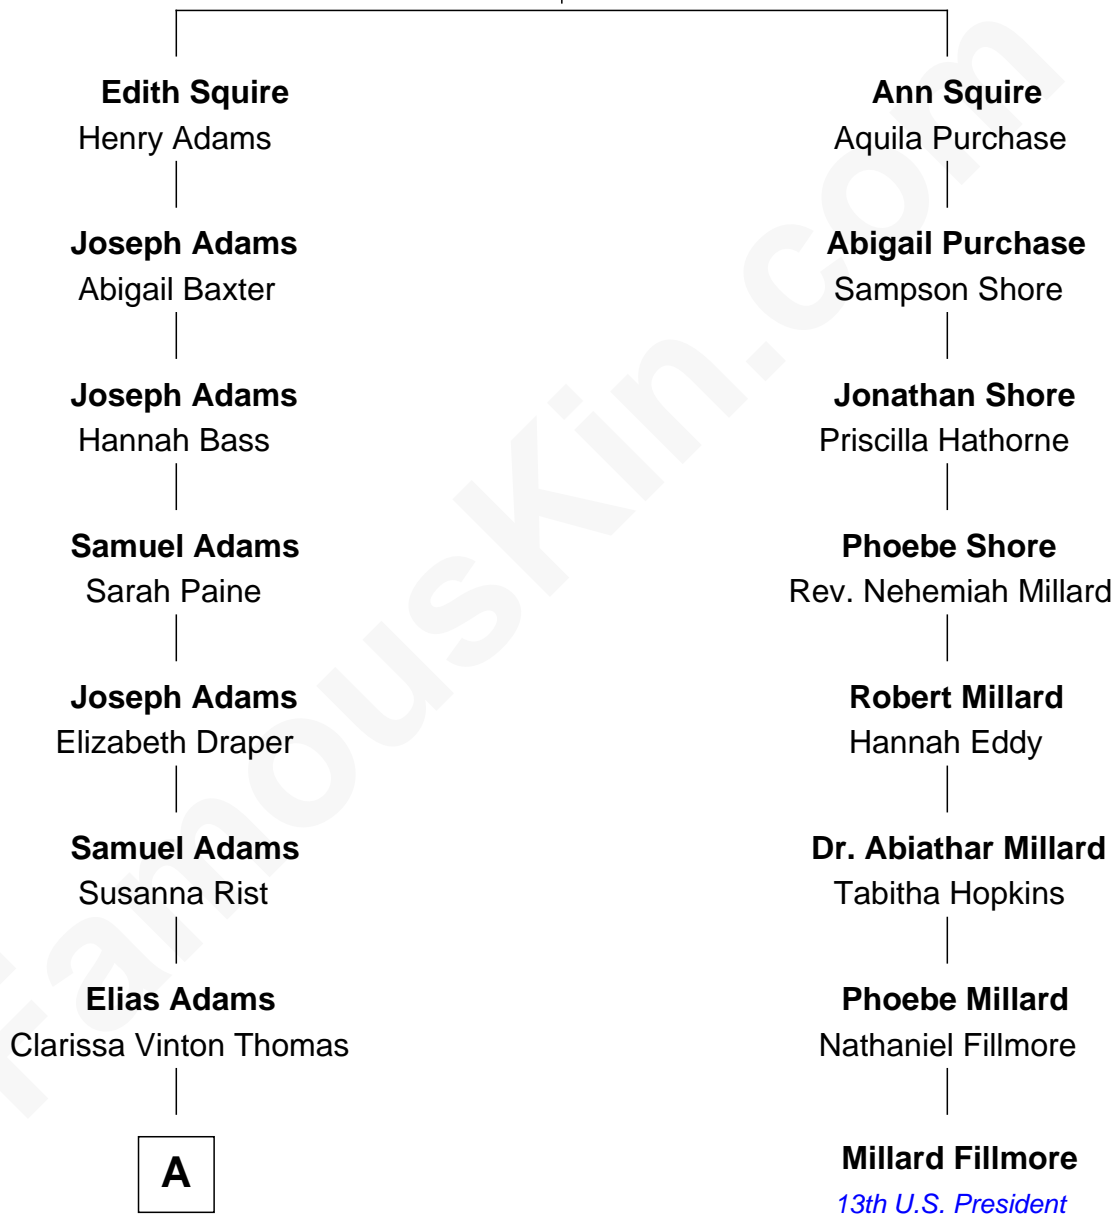 Edith Squire
Henry Adams
Ann Squire
Aquila Purchase
Joseph Adams
Abigail Baxter
Abigail Purchase
Sampson Shore
Joseph Adams
Hannah Bass
Jonathan Shore
Priscilla Hathorne
Samuel Adams
Sarah Paine
Phoebe Shore
Rev. Nehemiah Millard
Joseph Adams
Elizabeth Draper
Robert Millard
Hannah Eddy
Samuel Adams
Susanna Rist
Dr. Abiathar Millard
Tabitha Hopkins
Elias Adams
Clarissa Vinton Thomas
Phoebe Millard
Nathaniel Fillmore
A
Millard Fillmore
13th U.S. President
FamousKin.com